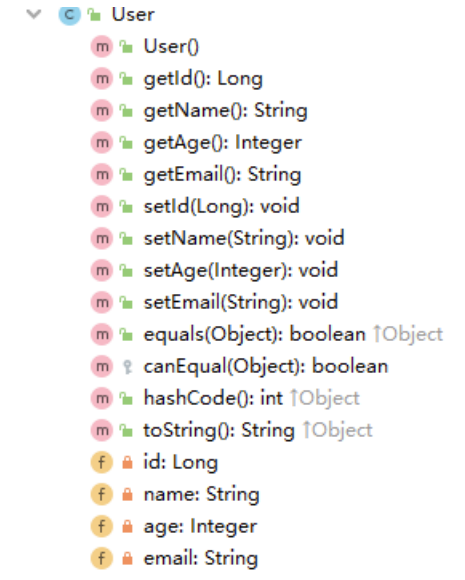 C User
m User()
m getId(): Long
m getName(): String
m getAge(): Integer
m getEmail(): String
m setId(Long): void
m setName(String): void
m setAge(Integer): void
m setEmail(String): void
m equals(Object): boolean ↑Object
m canEqual(Object): boolean
m hashCode(): int ↑Object
m toString(): String ↑Object
f id: Long
f name: String
f age: Integer
f email: String